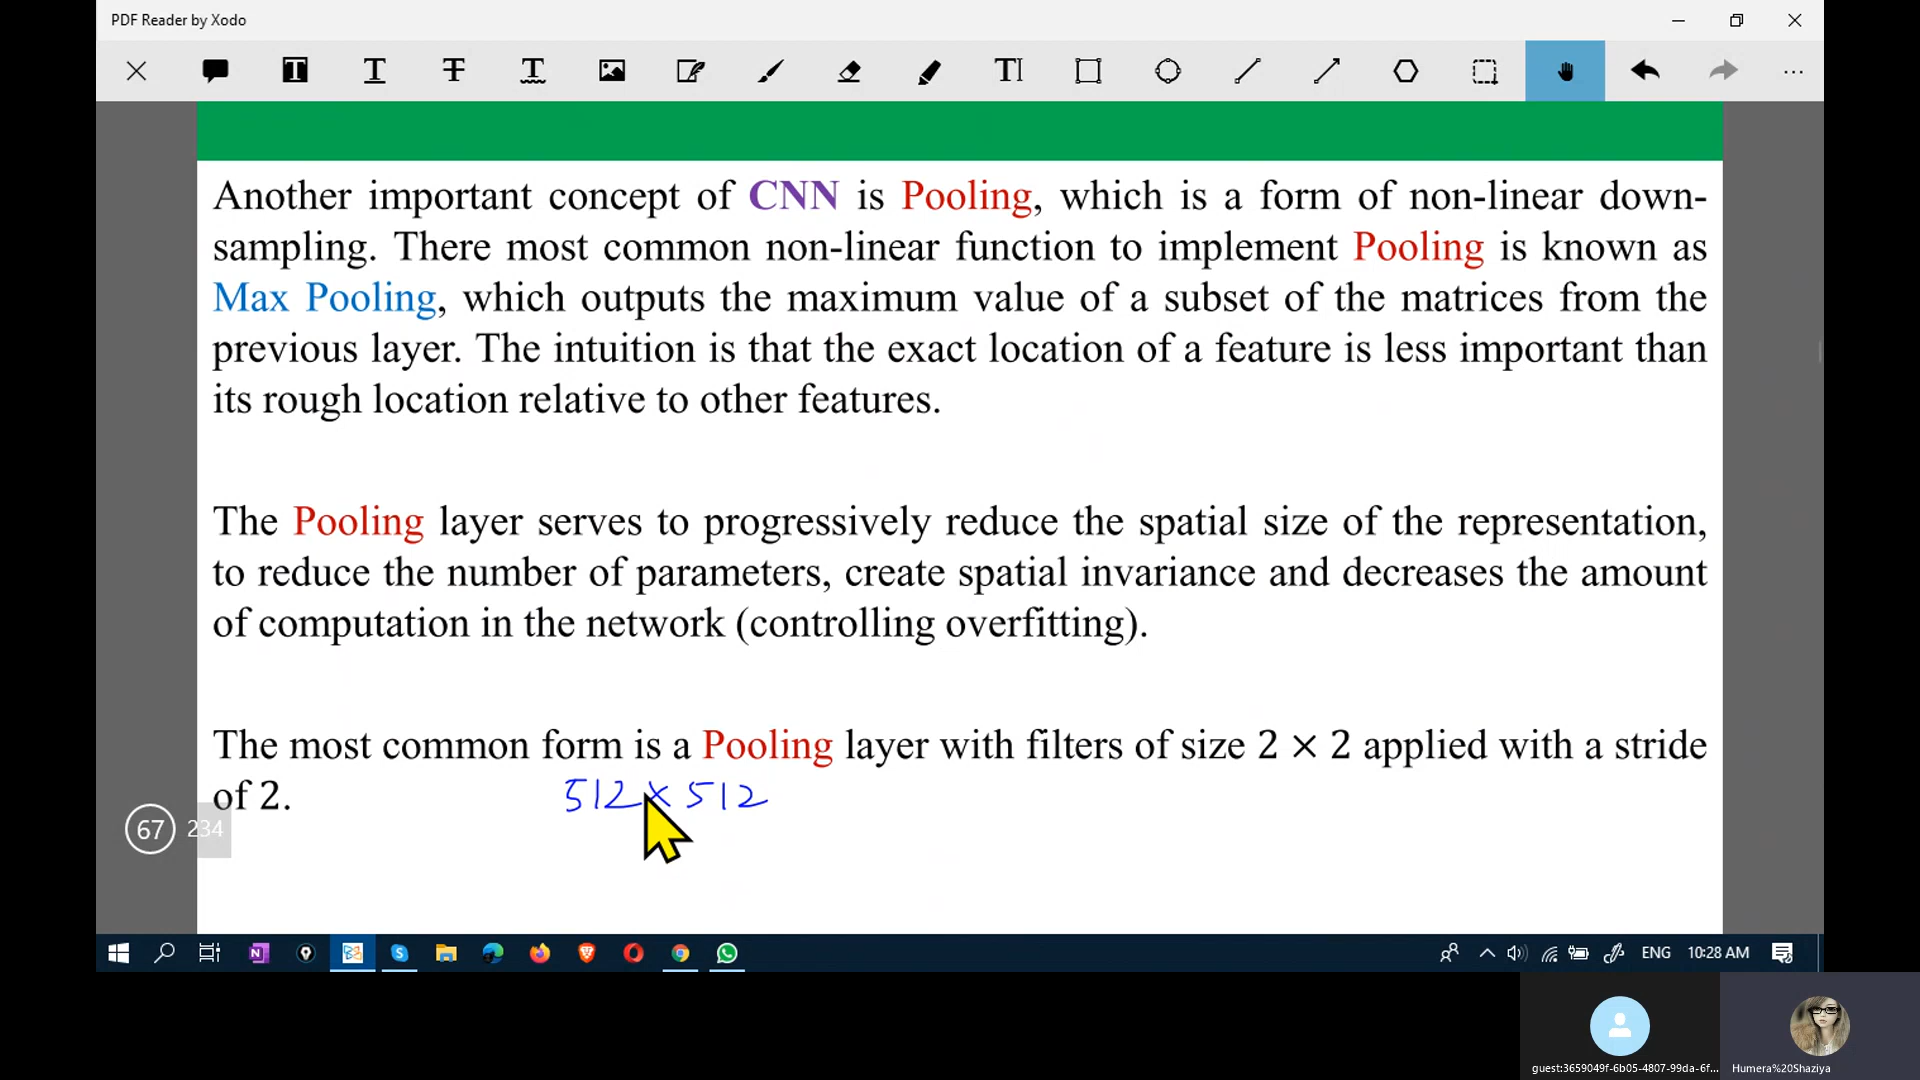 PDF Reader by Xodo
Another important concept of CNN is Pooling, which is a form of non-linear down-
sampling. There most common non-linear function to implement Pooling is known as
Max Pooling, which outputs the maximum value of a subset of the matrices from the
previous layer. The intuition is that the exact location of a feature is less important than
its rough location relative to other features.
The Pooling layer serves to progressively reduce the spatial size of the representation,
to reduce the number of parameters, create spatial invariance and decreases the amount
of computation in the network (controlling overfitting).
The most common form is a Pooling layer with filters of size 2 × 2 applied with a stride
of 2.
512 × 512
67 234
ENG 10:28 AM
guest:3659049f-6b05-4807-99da-6f... Humera%20Shaziya